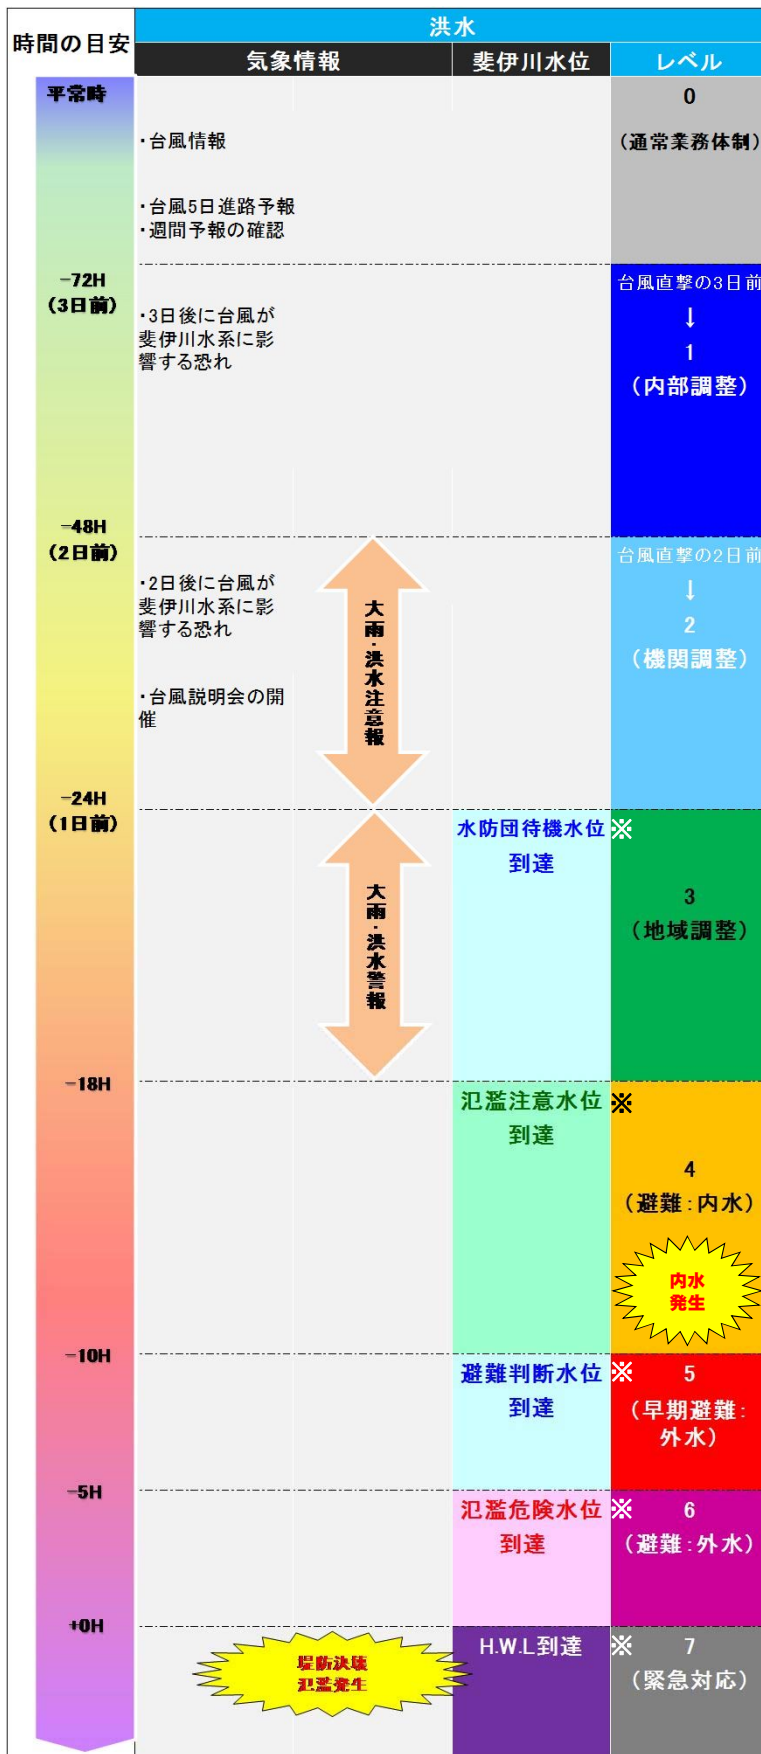 時間の目安
洪水
気象情報
斐伊川水位
レベル
平常時
・台風情報
・台風5日進路予報
・週間予報の確認
0
（通常業務体制）
-72H
（3日前）
・3日後に台風が
斐伊川水系に影
響する恐れ
台風直撃の3日前
↓
1
（内部調整）
-48H
（2日前）
・2日後に台風が
斐伊川水系に影
響する恐れ
・台風説明会の開
催
大雨・洪水注意報
台風直撃の2日前
↓
2
（機関調整）
-24H
（1日前）
大雨・洪水警報
水防団待機水位
到達
※
3
（地域調整）
-18H
氾濫注意水位
到達
※
4
（避難：内水）
内水
発生
-10H
避難判断水位
到達
※
5
（早期避難：
外水）
-5H
氾濫危険水位
到達
※
6
（避難：外水）
+0H
堤防決壊
氾濫発生
H.W.L到達
※
7
（緊急対応）